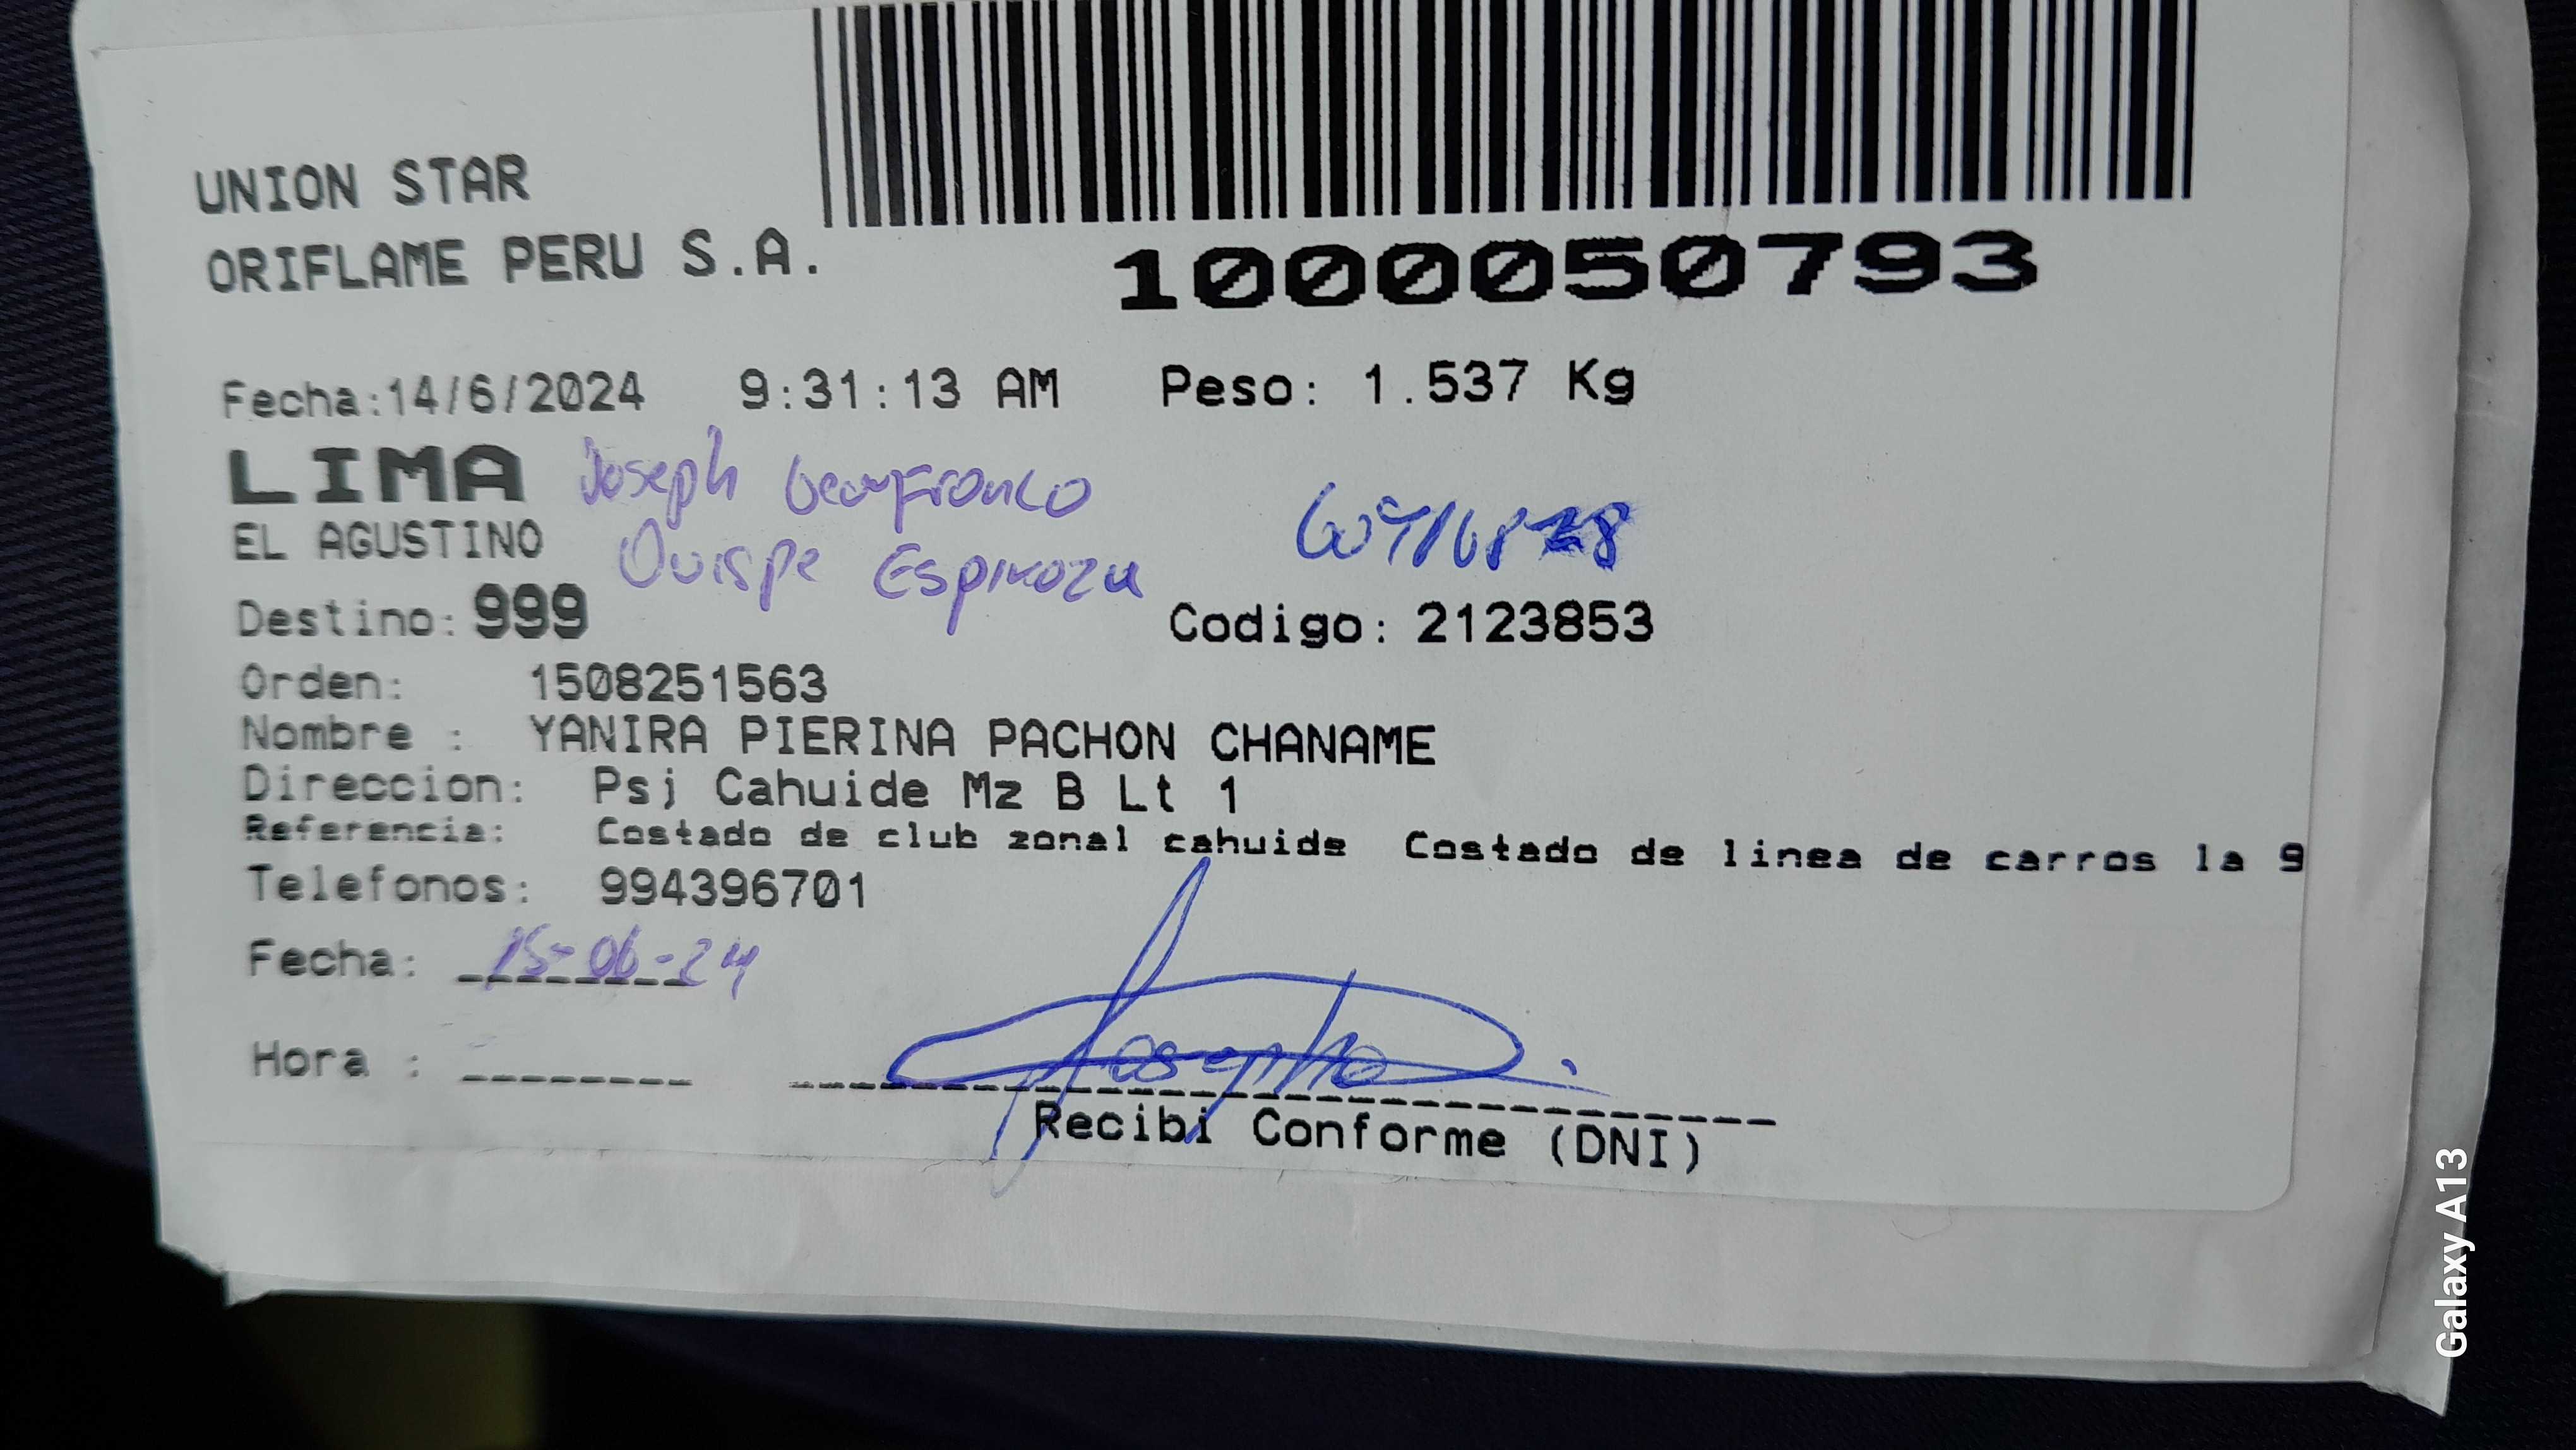 UNION STAR
ORIFLAME PERU S.A.
1000050793
Fecha:14/6/2024 9:31:13 AM Peso: 1.537 Kg
LIMA Joseph Geanfranco
EL AGUSTINO Quispe Espinoza
Destino: 999 Codigo: 2123853
Orden: 1508251563
Nombre : YANIRA PIERINA PACHON CHANAME
Direccion: Psj Cahuide Mz B Lt 1
Referencia: Costado de club zonal cahuide Costado de linea de carros la 9
Telefonos: 994396701
Fecha: 15-06-24
Hora :
Recibi Conforme (DNI)
Galaxy A13